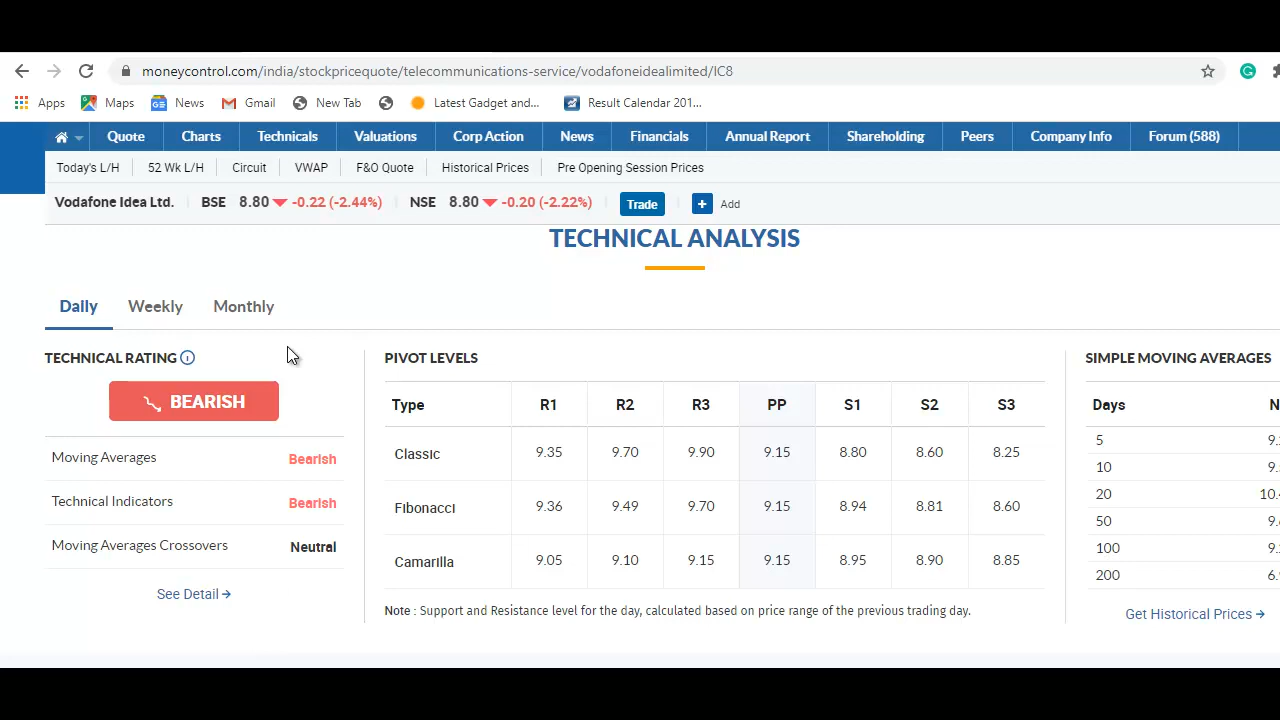 moneycontrol.com/india/stockpricequote/telecommunications-service/vodafoneidealimited/IC8
Apps Maps News Gmail New Tab Latest Gadget and... Result Calendar 201...
Quote Charts Technicals Valuations Corp Action News Financials Annual Report Shareholding Peers Company Info Forum (588)
Today's L/H 52 Wk L/H Circuit VWAP F&O Quote Historical Prices Pre Opening Session Prices
Vodafone Idea Ltd. BSE 8.80 -0.22 (-2.44%) NSE 8.80 -0.20 (-2.22%) Trade + Add
TECHNICAL ANALYSIS
Daily Weekly Monthly
TECHNICAL RATING PIVOT LEVELS SIMPLE MOVING AVERAGES
BEARISH
Type R1 R2 R3 PP S1 S2 S3 Days
Classic 9.35 9.70 9.90 9.15 8.80 8.60 8.25
Fibonacci 9.36 9.49 9.70 9.15 8.94 8.81 8.60
Camarilla 9.05 9.10 9.15 9.15 8.95 8.90 8.85
Moving Averages Bearish
Technical Indicators Bearish
Moving Averages Crossovers Neutral
See Detail
5
10
20
50
100
200
Note : Support and Resistance level for the day, calculated based on price range of the previous trading day.
Get Historical Prices